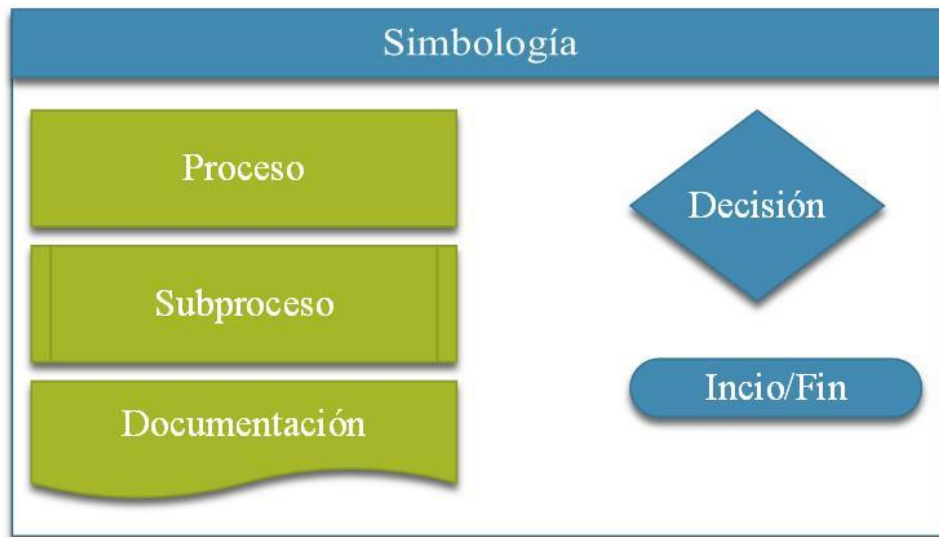 Simbología
Proceso
Subproceso
Documentación
Decisión
Incio/Fin